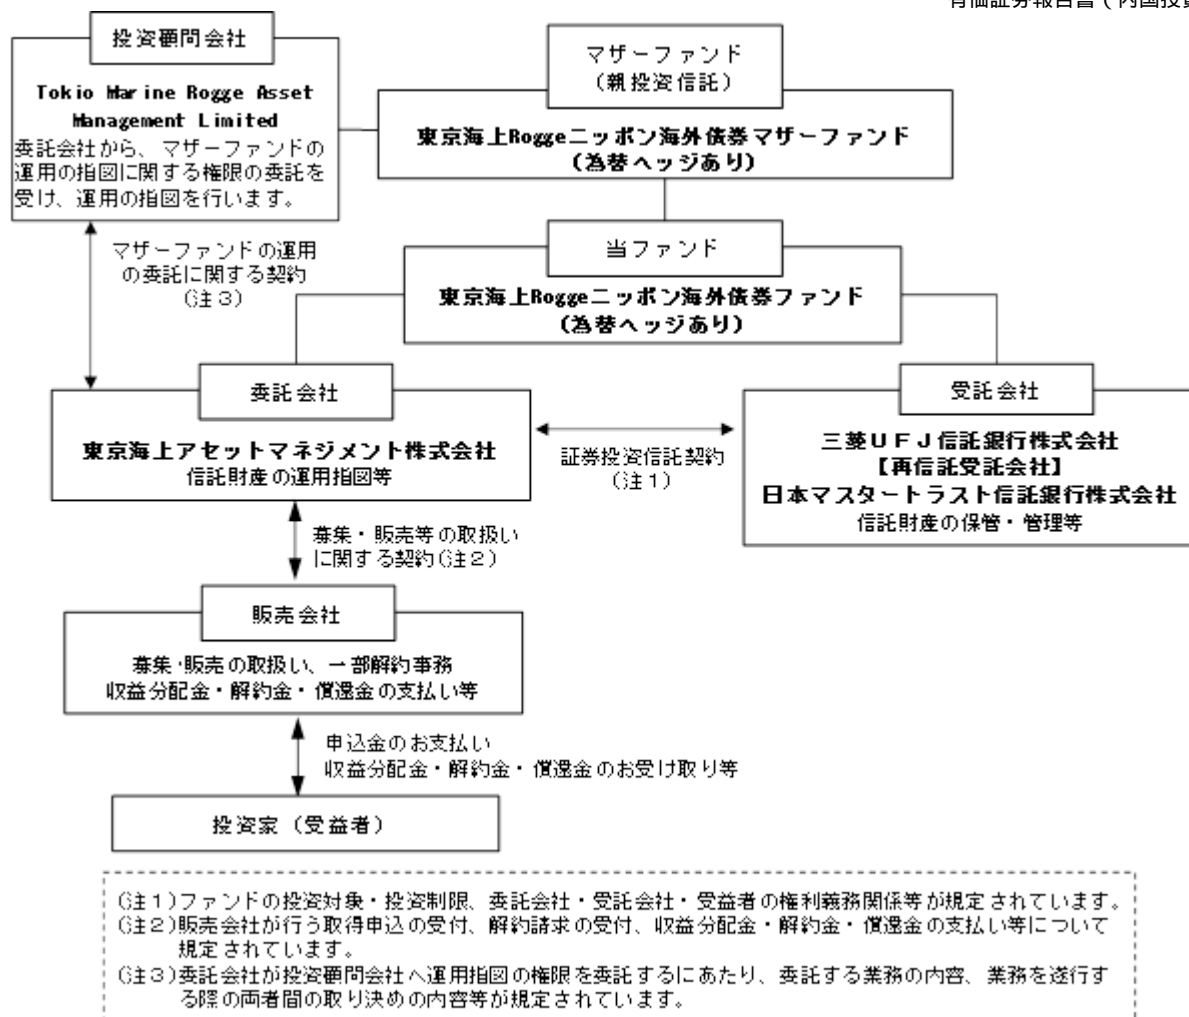 有価証券報告書（内国投資
投資顧問会社
Tokio Marine Rogge Asset
Management Limited
委託会社から、マザーファンドの
運用の指図に関する権限の委託を
受け、運用の指図を行います。
マザーファンド
（親投資信託）
東京海上Roggeニッポン海外債券マザーファンド
（為替ヘッジあり）
当ファンド
東京海上Roggeニッポン海外債券ファンド
（為替ヘッジあり）
マザーファンドの運用
の委託に関する契約
（注３）
委託会社
東京海上アセットマネジメント株式会社
信託財産の運用指図等
証券投資信託契約
（注１）
受託会社
三菱ＵＦＪ信託銀行株式会社
【再信託受託会社】
日本マスタートラスト信託銀行株式会社
信託財産の保管・管理等
募集・販売等の取扱い
に関する契約（注２）
販売会社
募集・販売の取扱い、一部解約事務
収益分配金・解約金・償還金の支払い等
申込金のお支払い
収益分配金・解約金・償還金のお受け取り等
投資家（受益者）
（注１）ファンドの投資対象・投資制限、委託会社・受託会社・受益者の権利義務関係等が規定されています。
（注２）販売会社が行う取得申込の受付、解約請求の受付、収益分配金・解約金・償還金の支払い等について
規定されています。
（注３）委託会社が投資顧問会社へ運用指図の権限を委託するにあたり、委託する業務の内容、業務を遂行す
る際の両者間の取り決めの内容等が規定されています。